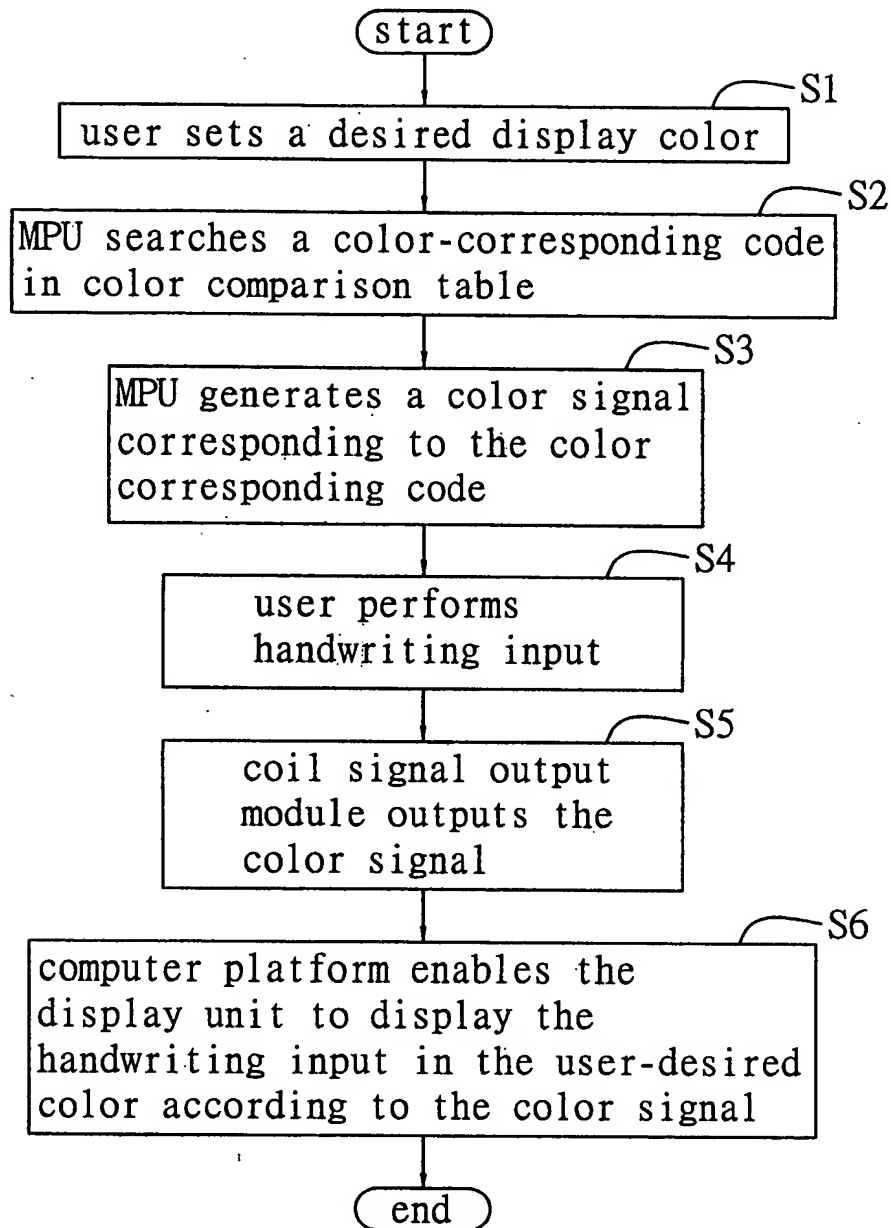 start
S1
user sets a desired display color
S2
MPU searches a color-corresponding code
in color comparison table
S3
MPU generates a color signal
corresponding to the color
corresponding code
S4
user performs
handwriting input
S5
coil signal output
module outputs the
color signal
S6
computer platform enables the
display unit to display the
handwriting input in the user-desired
color according to the color signal
end